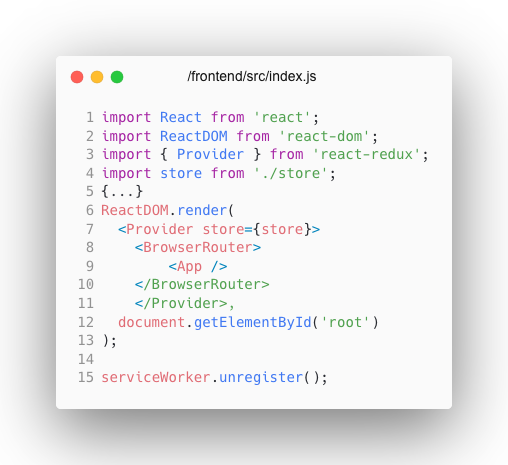 /frontend/src/index.js
1 import React from 'react';
2 import ReactDOM from 'react-dom';
3 import { Provider } from 'react-redux';
4 import store from './store';
5 {...}
6 ReactDOM.render(
7   <Provider store={store}>
8     <BrowserRouter>
9         <App />
10     </BrowserRouter>
11     </Provider>,
12   document.getElementById('root')
13 );
14
15 serviceWorker.unregister();